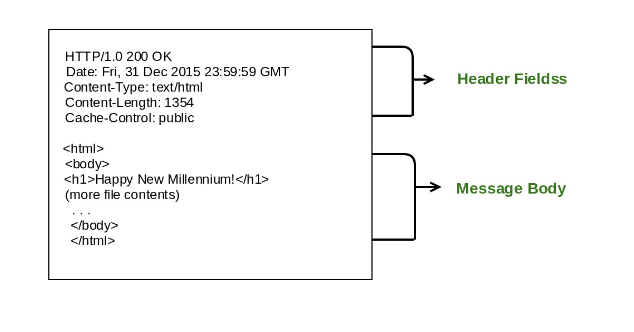 HTTP/1.0 200 OK
Date: Fri, 31 Dec 2015 23:59:59 GMT
Content-Type: text/html
Content-Length: 1354
Cache-Control: public
Header Fieldss
<html>
<body>
<h1>Happy New Millennium!</h1>
(more file contents)
. . .
</body>
</html>
Message Body